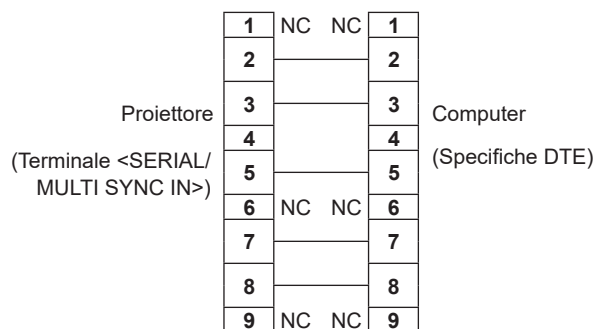 1 NC NC 1
2 2
3 3
Proiettore
Computer
4 4
(Terminale <SERIAL/
MULTI SYNC IN>)
(Specifiche DTE)
5 5
6 NC NC 6
7 7
8 8
9 NC NC 9